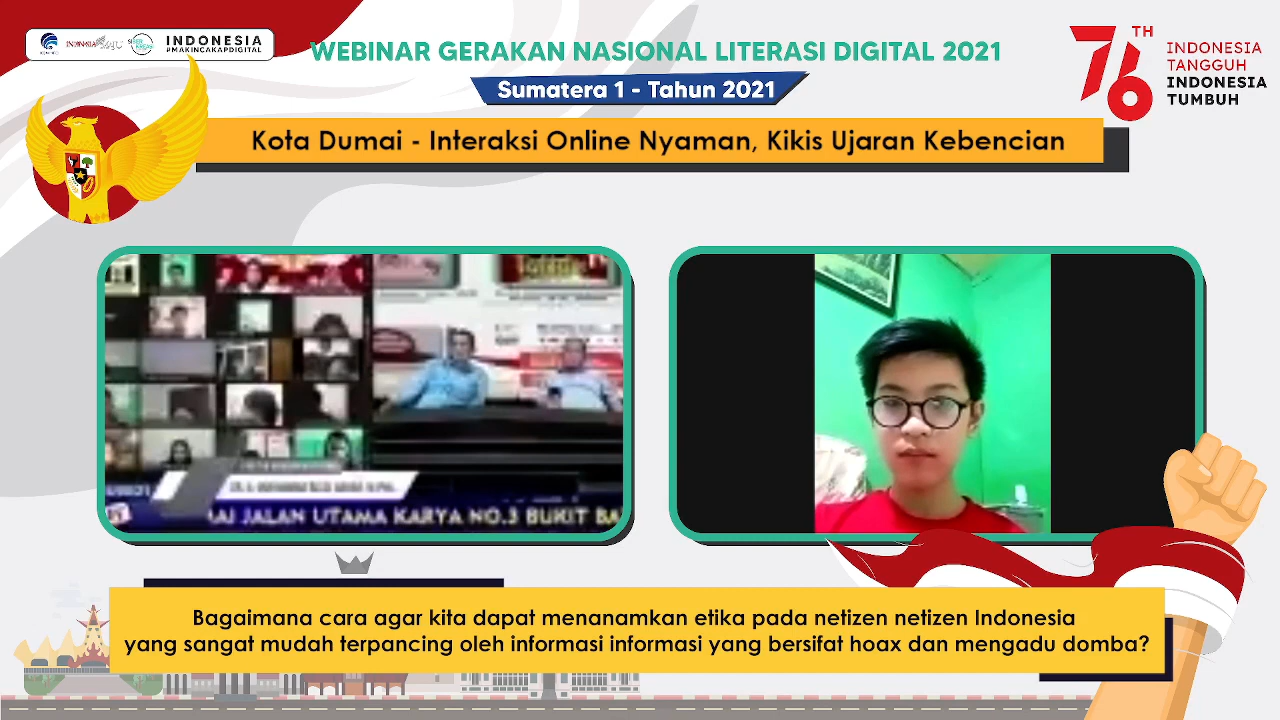 INDONESIA
#MAKINCAKAPDIGITAL
WEBINAR GERAKAN NASIONAL LITERASI DIGITAL 2021
Sumatera 1 - Tahun 2021
76 TH
INDONESIA
TANGGUH
INDONESIA
TUMBUH
Kota Dumai - Interaksi Online Nyaman, Kikis Ujaran Kebencian
JALAN UTAMA KARYA NO.3 BUKIT
Bagaimana cara agar kita dapat menanamkan etika pada netizen netizen Indonesia
yang sangat mudah terpancing oleh informasi informasi yang bersifat hoax dan mengadu domba?